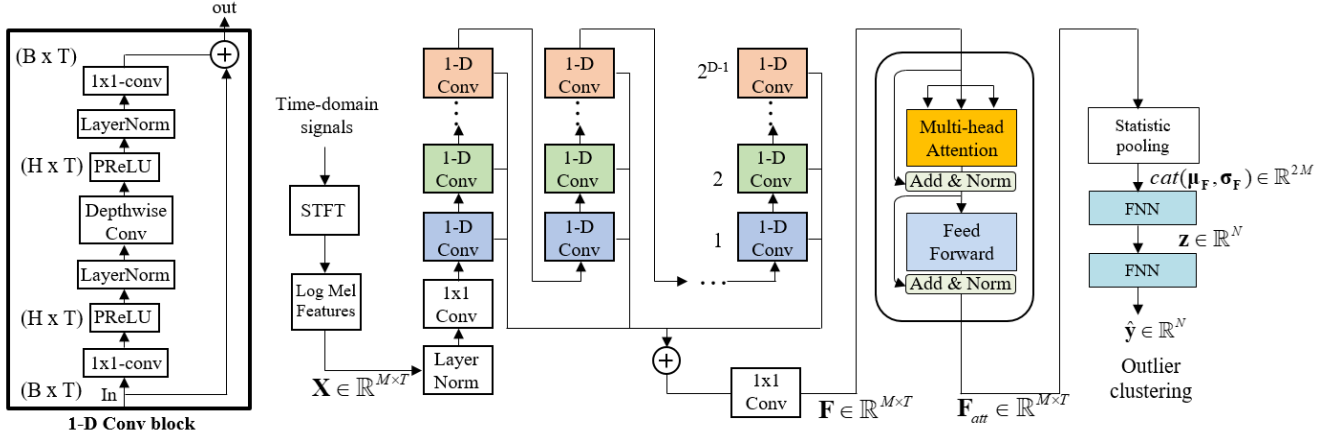 out
(B x T)
+
1x1-conv
LayerNorm
(H x T)
PReLU
Depthwise
Conv
LayerNorm
(H x T)
PReLU
1x1-conv
(B x T)
In
1-D Conv block
Time-domain
signals
STFT
Log Mel
Features
X ∈ ℝ^{M×T}
Layer
Norm
1x1
Conv
1-D
Conv
1-D
Conv
1-D
Conv
1-D
Conv
1-D
Conv
1-D
Conv
2^{D-1}
2
1
1-D
Conv
1-D
Conv
1-D
Conv
+
1x1
Conv
F ∈ ℝ^{M×T}
Multi-head
Attention
Add & Norm
Feed
Forward
Add & Norm
F_{att} ∈ ℝ^{M×T}
Statistic
pooling
cat(μ_F, σ_F) ∈ ℝ^{2M}
FNN
z ∈ ℝ^N
FNN
ŷ ∈ ℝ^N
Outlier
clustering